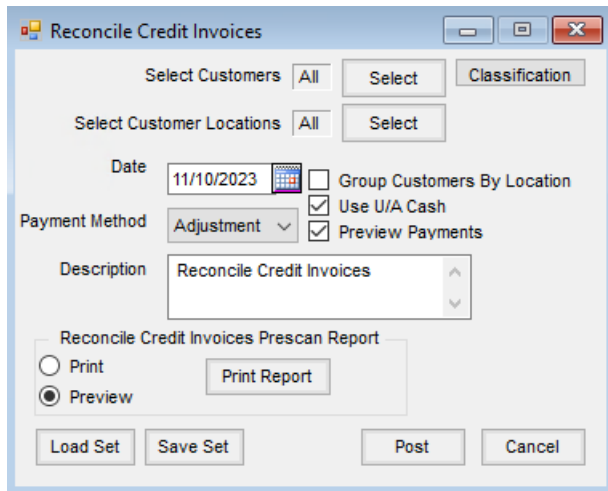 Reconcile Credit Invoices
Select Customers All Select Classification
Select Customer Locations All Select
Date 11/10/2023 Group Customers By Location
Use U/A Cash
Payment Method Adjustment Preview Payments
Description Reconcile Credit Invoices
Reconcile Credit Invoices Prescan Report
Print
Print Report
Preview
Load Set Save Set Post Cancel